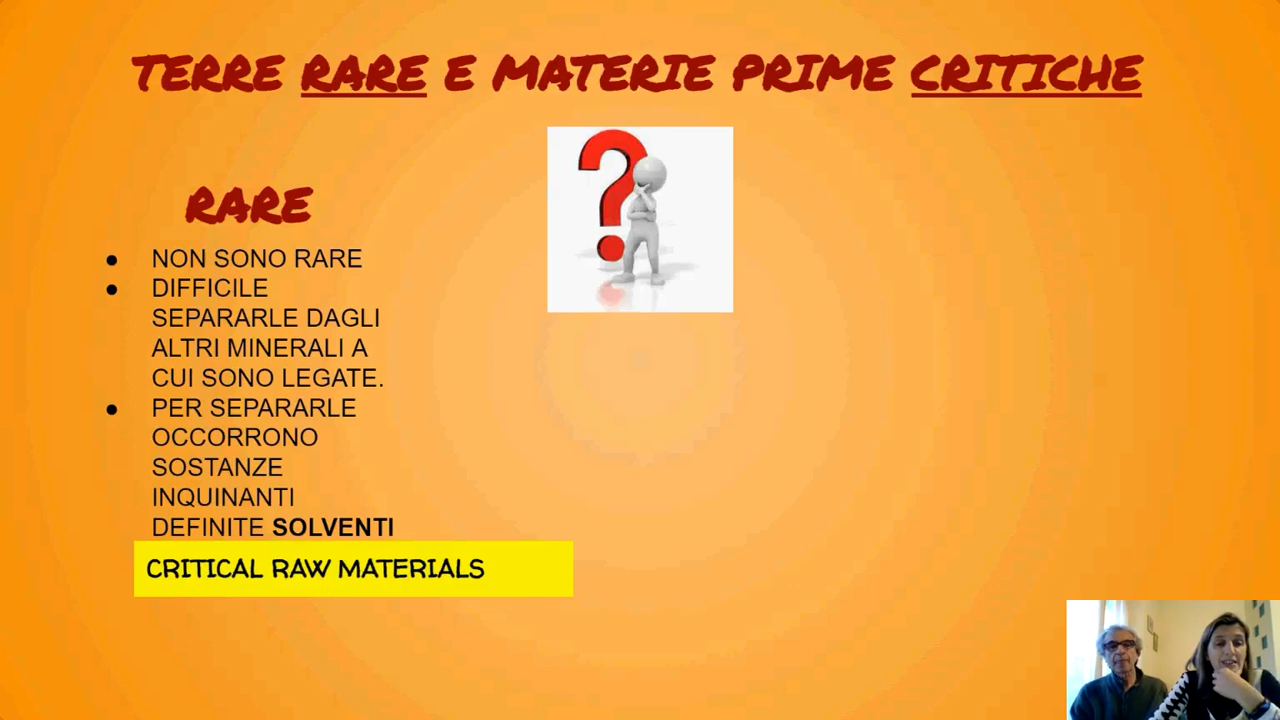 TERRE RARE E MATERIE PRIME CRITICHE
RARE
● NON SONO RARE
● DIFFICILE
SEPARARLE DAGLI
ALTRI MINERALI A
CUI SONO LEGATE.
● PER SEPARARLE
OCCORRONO
SOSTANZE
INQUINANTI
DEFINITE SOLVENTI
CRITICAL RAW MATERIALS